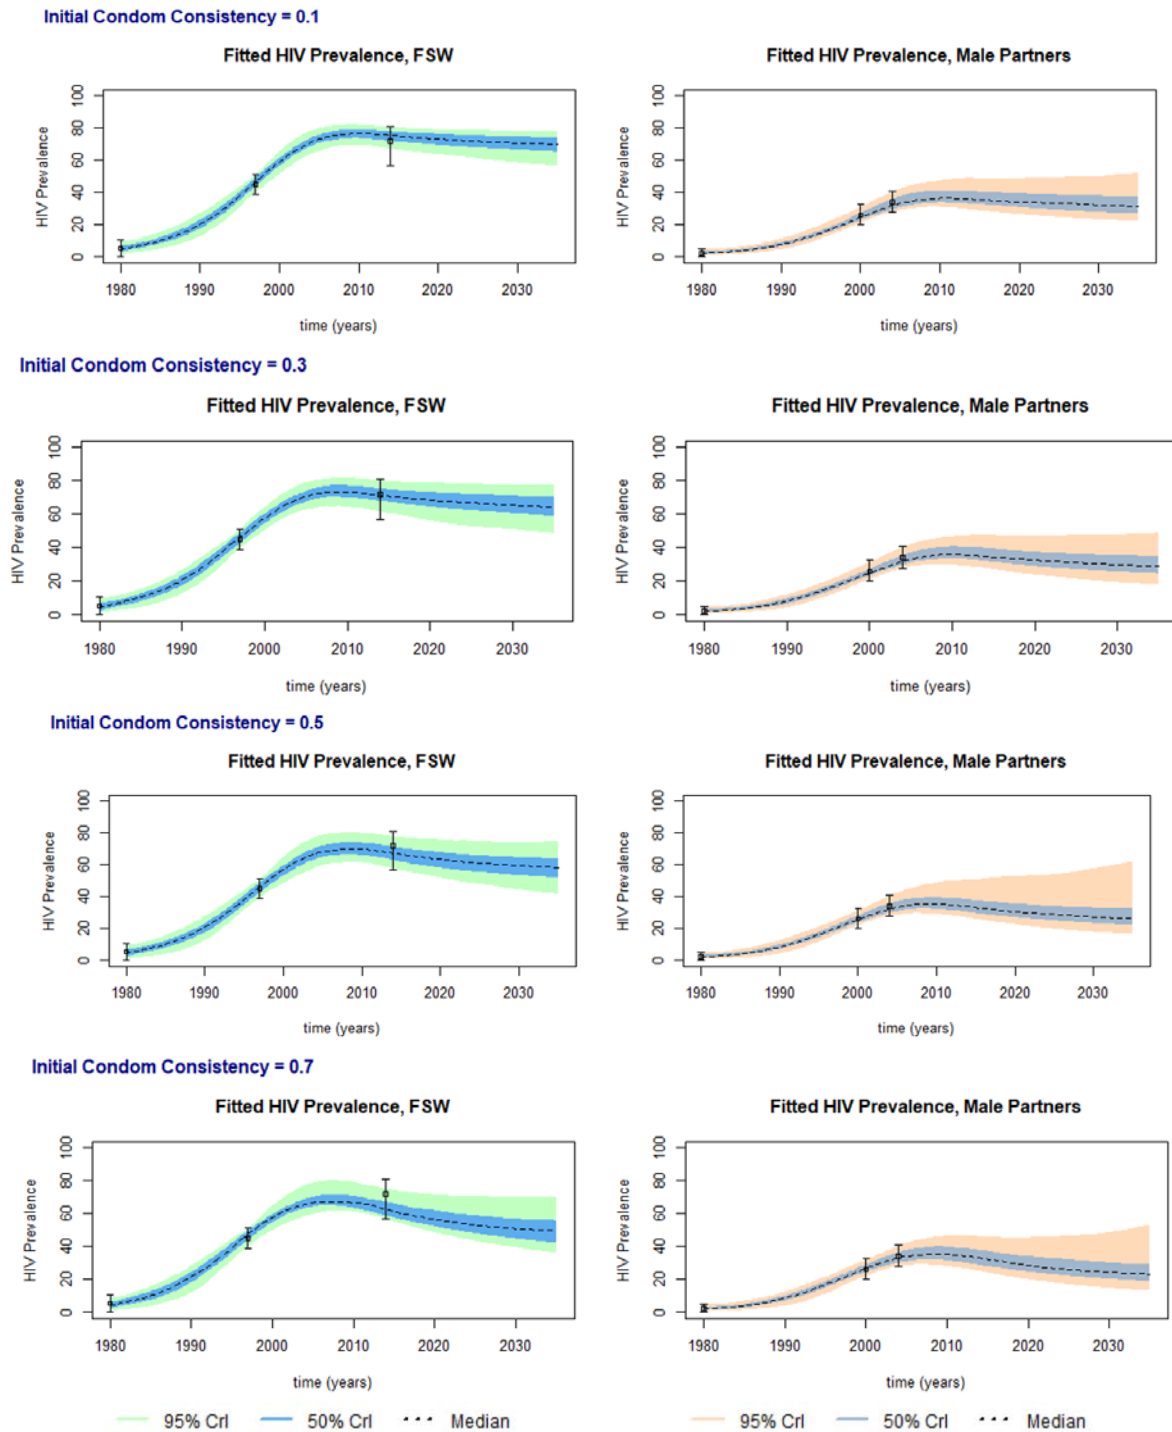 Initial Condom Consistency = 0.1
Fitted HIV Prevalence, FSW
HIV Prevalence
100
80
60
40
20
0
1980 1990 2000 2010 2020 2030
time (years)
Fitted HIV Prevalence, Male Partners
HIV Prevalence
100
80
60
40
20
0
1980 1990 2000 2010 2020 2030
time (years)
Initial Condom Consistency = 0.3
Fitted HIV Prevalence, FSW
HIV Prevalence
100
80
60
40
20
0
1980 1990 2000 2010 2020 2030
time (years)
Fitted HIV Prevalence, Male Partners
HIV Prevalence
100
80
60
40
20
0
1980 1990 2000 2010 2020 2030
time (years)
Initial Condom Consistency = 0.5
Fitted HIV Prevalence, FSW
HIV Prevalence
100
80
60
40
20
0
1980 1990 2000 2010 2020 2030
time (years)
Fitted HIV Prevalence, Male Partners
HIV Prevalence
100
80
60
40
20
0
1980 1990 2000 2010 2020 2030
time (years)
Initial Condom Consistency = 0.7
Fitted HIV Prevalence, FSW
HIV Prevalence
100
80
60
40
20
0
1980 1990 2000 2010 2020 2030
time (years)
Fitted HIV Prevalence, Male Partners
HIV Prevalence
100
80
60
40
20
0
1980 1990 2000 2010 2020 2030
time (years)
95% CrI 50% CrI Median
95% CrI 50% CrI Median